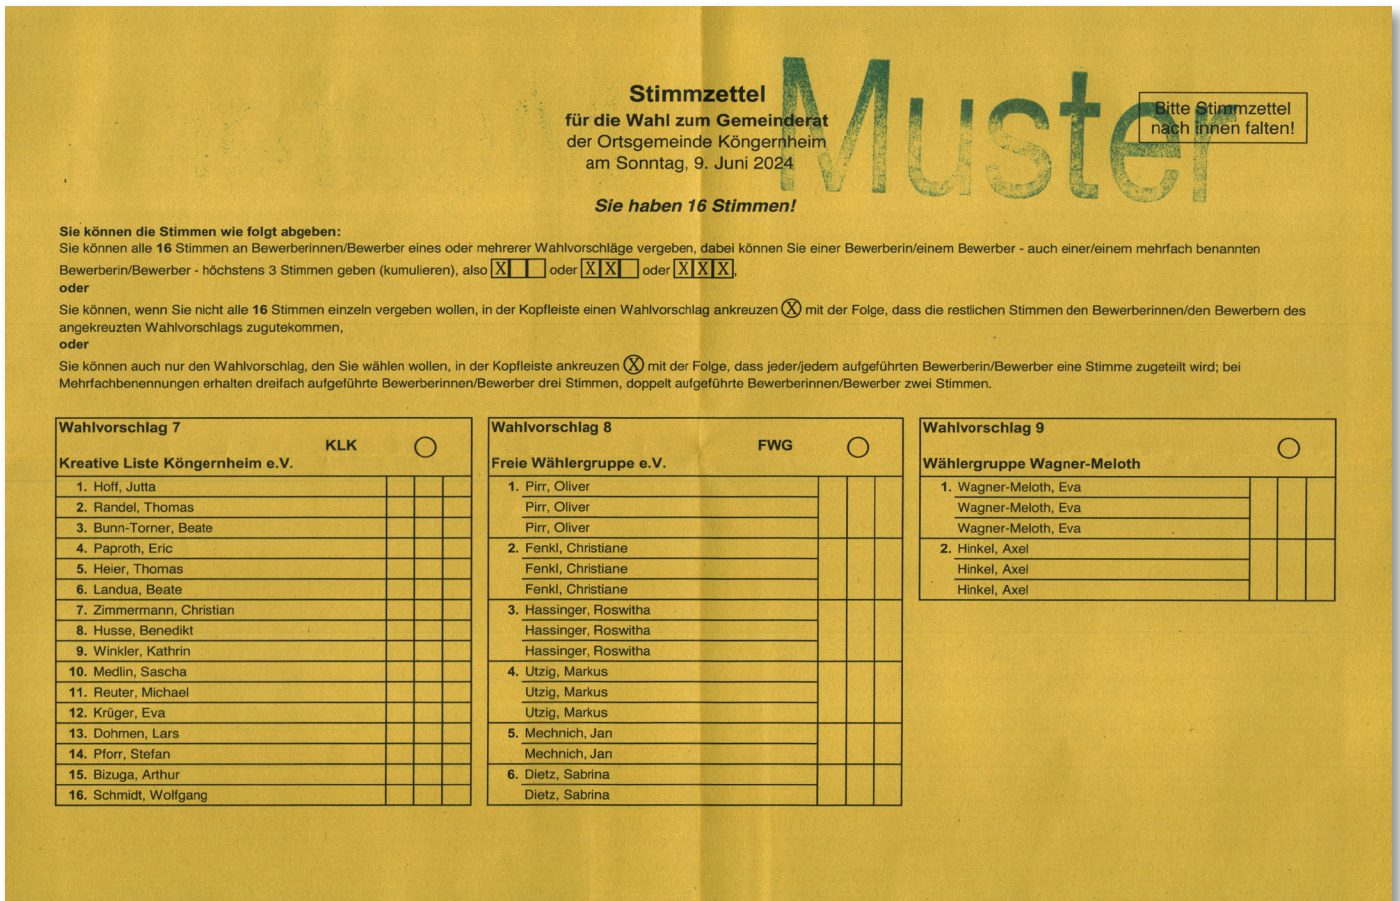 Muster
Stimmzettel
für die Wahl zum Gemeinderat
der Ortsgemeinde Köngernheim
am Sonntag, 9. Juni 2024
Bitte Stimmzettel
nach innen falten!
Sie haben 16 Stimmen!
Sie können die Stimmen wie folgt abgeben:
Sie können alle 16 Stimmen an Bewerberinnen/Bewerber eines oder mehrerer Wahlvorschläge vergeben, dabei können Sie einer Bewerberin/einem Bewerber - auch einer/einem mehrfach benannten
Bewerberin/Bewerber - höchstens 3 Stimmen geben (kumulieren), also X oder X X oder X X X,
oder
Sie können, wenn Sie nicht alle 16 Stimmen einzeln vergeben wollen, in der Kopfleiste einen Wahlvorschlag ankreuzen X mit der Folge, dass die restlichen Stimmen den Bewerberinnen/den Bewerbern des
angekreuzten Wahlvorschlags zugutekommen,
oder
Sie können auch nur den Wahlvorschlag, den Sie wählen wollen, in der Kopfleiste ankreuzen X mit der Folge, dass jeder/jedem aufgeführten Bewerberin/Bewerber eine Stimme zugeteilt wird; bei
Mehrfachbenennungen erhalten dreifach aufgeführte Bewerberinnen/Bewerber drei Stimmen, doppelt aufgeführte Bewerberinnen/Bewerber zwei Stimmen.
Wahlvorschlag 7
KLK
Kreative Liste Köngernheim e.V.
1. Hoff, Jutta
2. Randel, Thomas
3. Bunn-Torner, Beate
4. Paproth, Eric
5. Heier, Thomas
6. Landua, Beate
7. Zimmermann, Christian
8. Husse, Benedikt
9. Winkler, Kathrin
10. Medlin, Sascha
11. Reuter, Michael
12. Krüger, Eva
13. Dohmen, Lars
14. Pforr, Stefan
15. Bizuga, Arthur
16. Schmidt, Wolfgang
Wahlvorschlag 8
FWG
Freie Wählergruppe e.V.
1. Pirr, Oliver
Pirr, Oliver
Pirr, Oliver
2. Fenkl, Christiane
Fenkl, Christiane
Fenkl, Christiane
3. Hassinger, Roswitha
Hassinger, Roswitha
Hassinger, Roswitha
4. Utzig, Markus
Utzig, Markus
Utzig, Markus
5. Mechnich, Jan
Mechnich, Jan
6. Dietz, Sabrina
Dietz, Sabrina
Wahlvorschlag 9
Wählergruppe Wagner-Meloth
1. Wagner-Meloth, Eva
Wagner-Meloth, Eva
Wagner-Meloth, Eva
2. Hinkel, Axel
Hinkel, Axel
Hinkel, Axel